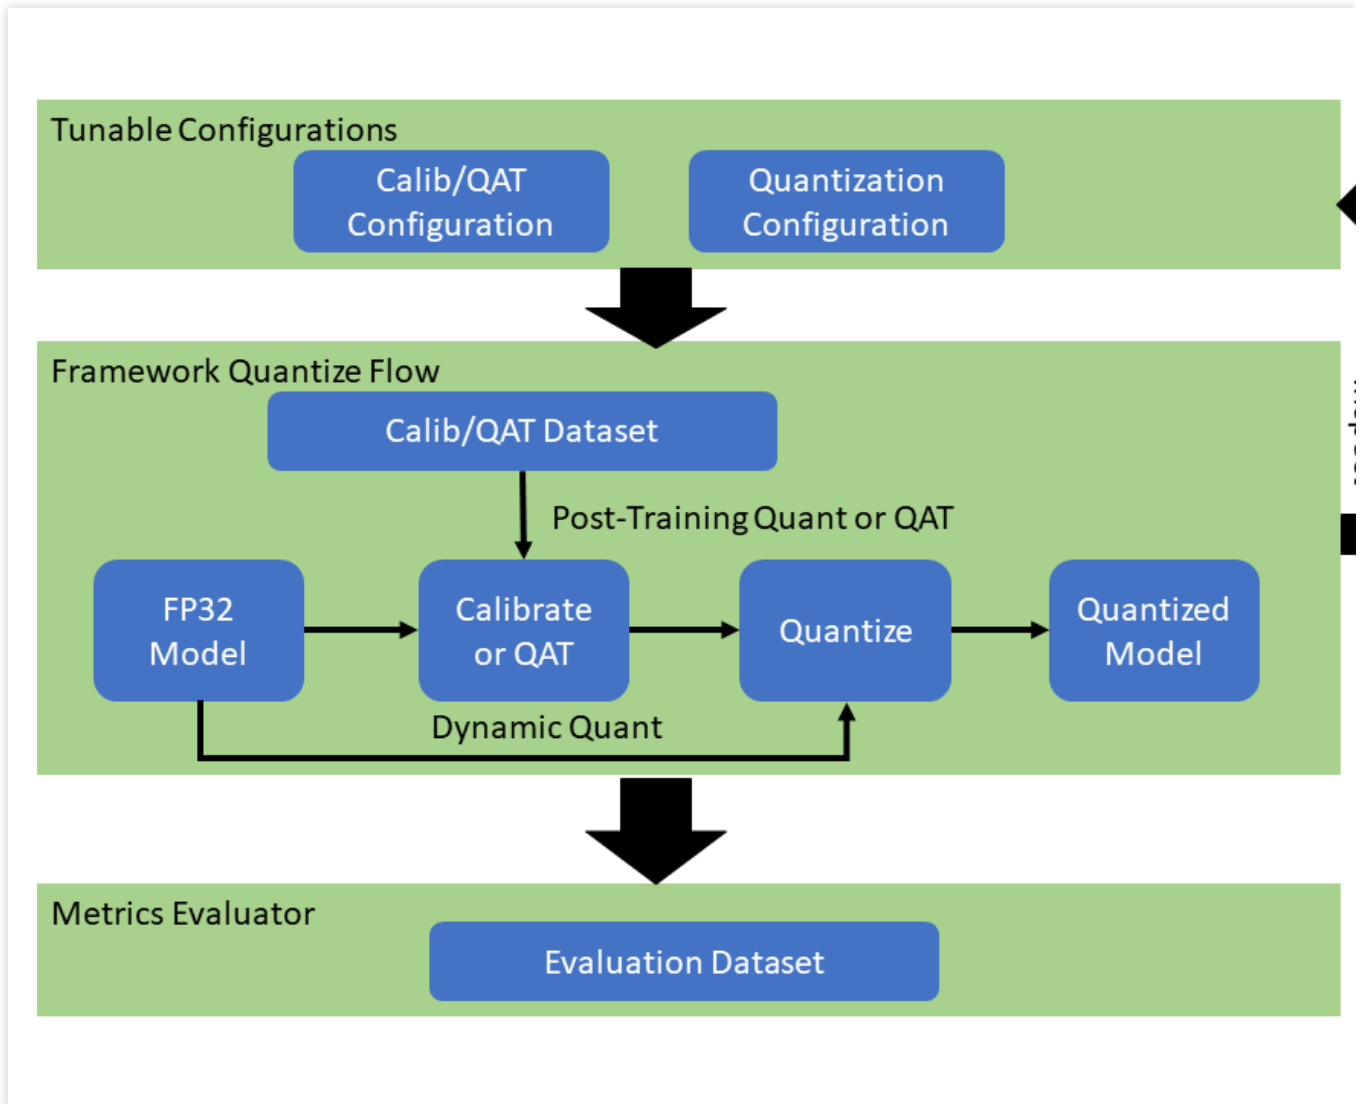 Tunable Configurations
Calib/QAT
Configuration
Quantization
Configuration
Framework Quantize Flow
Calib/QAT Dataset
Post-Training Quant or QAT
FP32
Model
Calibrate
or QAT
Quantize
Quantized
Model
Dynamic Quant
Metrics Evaluator
Evaluation Dataset